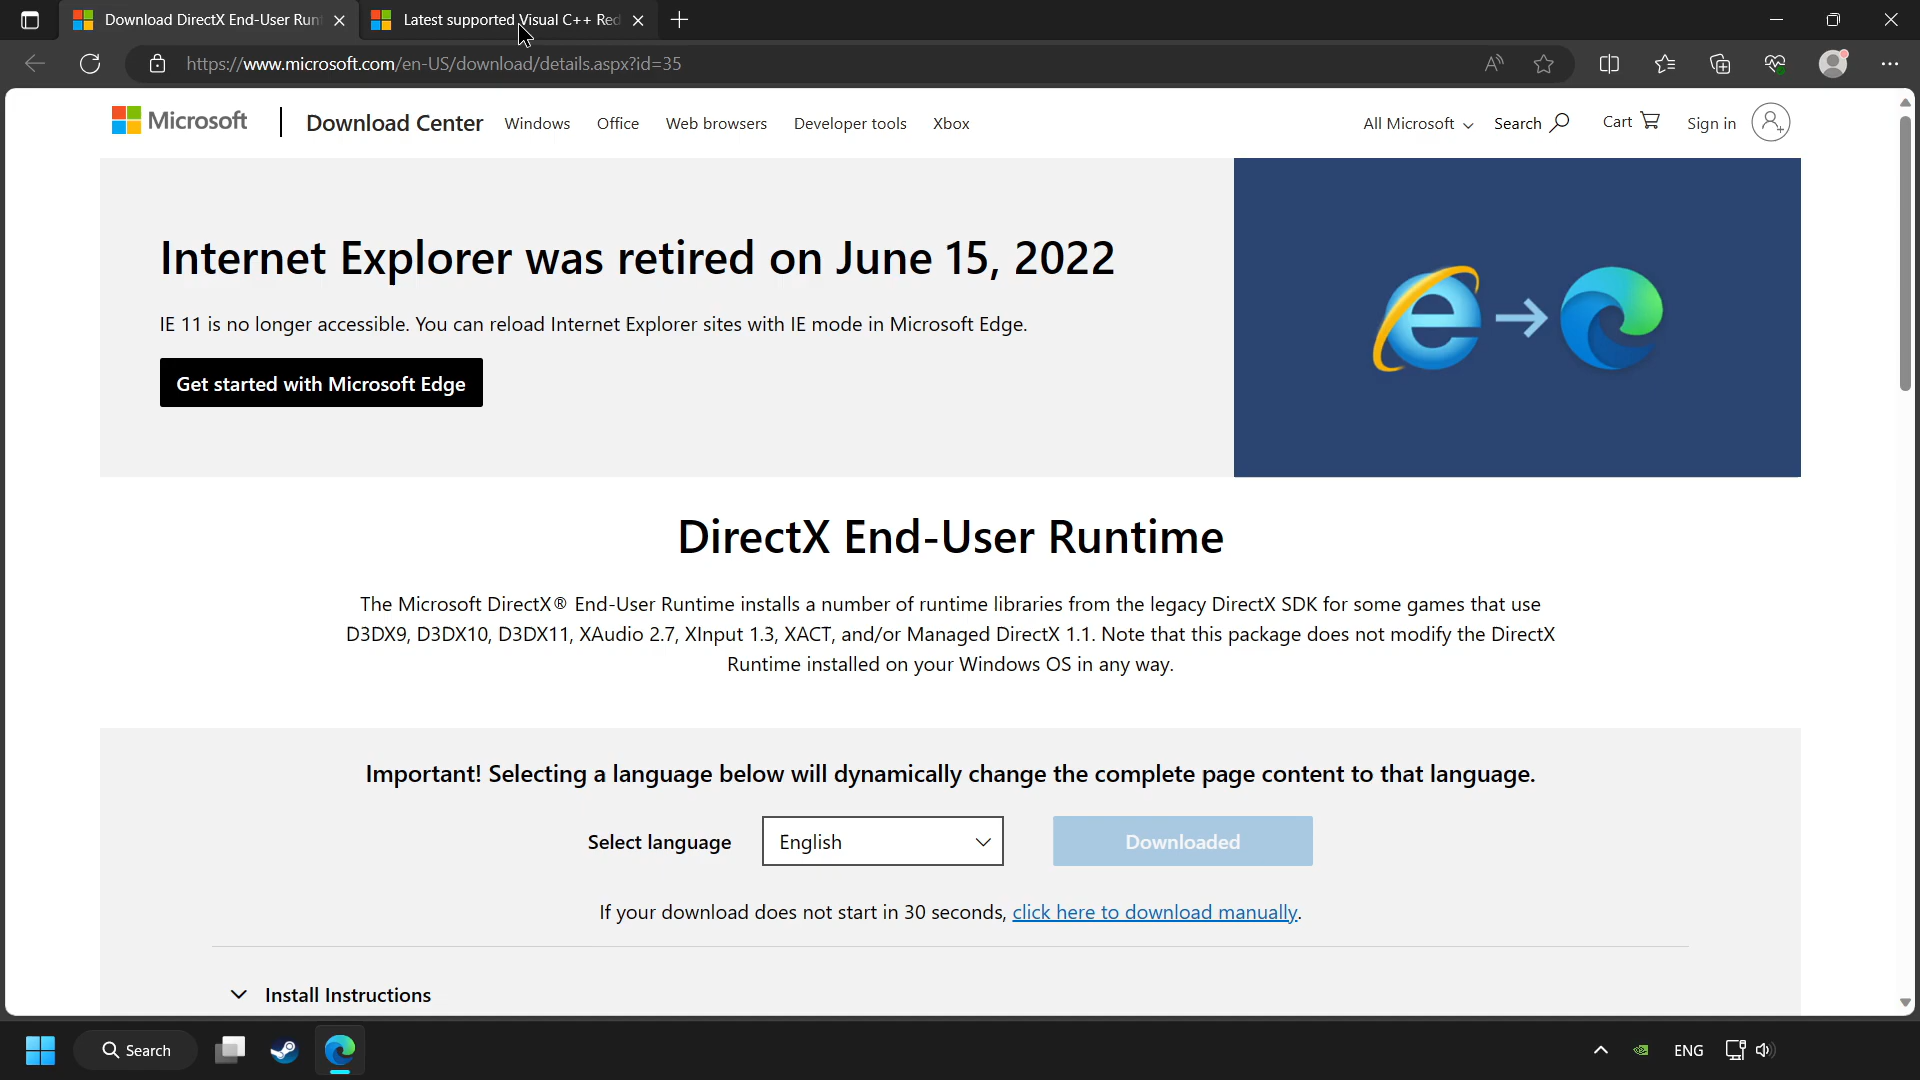 Download DirectX End-User Run
Latest supported Visual C++ Red
https://www.microsoft.com/en-US/download/details.aspx?id=35
Microsoft
Download Center
Windows
Office
Web browsers
Developer tools
Xbox
All Microsoft
Search
Cart
Sign in
Internet Explorer was retired on June 15, 2022
IE 11 is no longer accessible. You can reload Internet Explorer sites with IE mode in Microsoft Edge.
Get started with Microsoft Edge
DirectX End-User Runtime
The Microsoft DirectX® End-User Runtime installs a number of runtime libraries from the legacy DirectX SDK for some games that use
D3DX9, D3DX10, D3DX11, XAudio 2.7, XInput 1.3, XACT, and/or Managed DirectX 1.1. Note that this package does not modify the DirectX
Runtime installed on your Windows OS in any way.
Important! Selecting a language below will dynamically change the complete page content to that language.
Select language
English
Downloaded
If your download does not start in 30 seconds, click here to download manually.
Install Instructions
Search
ENG